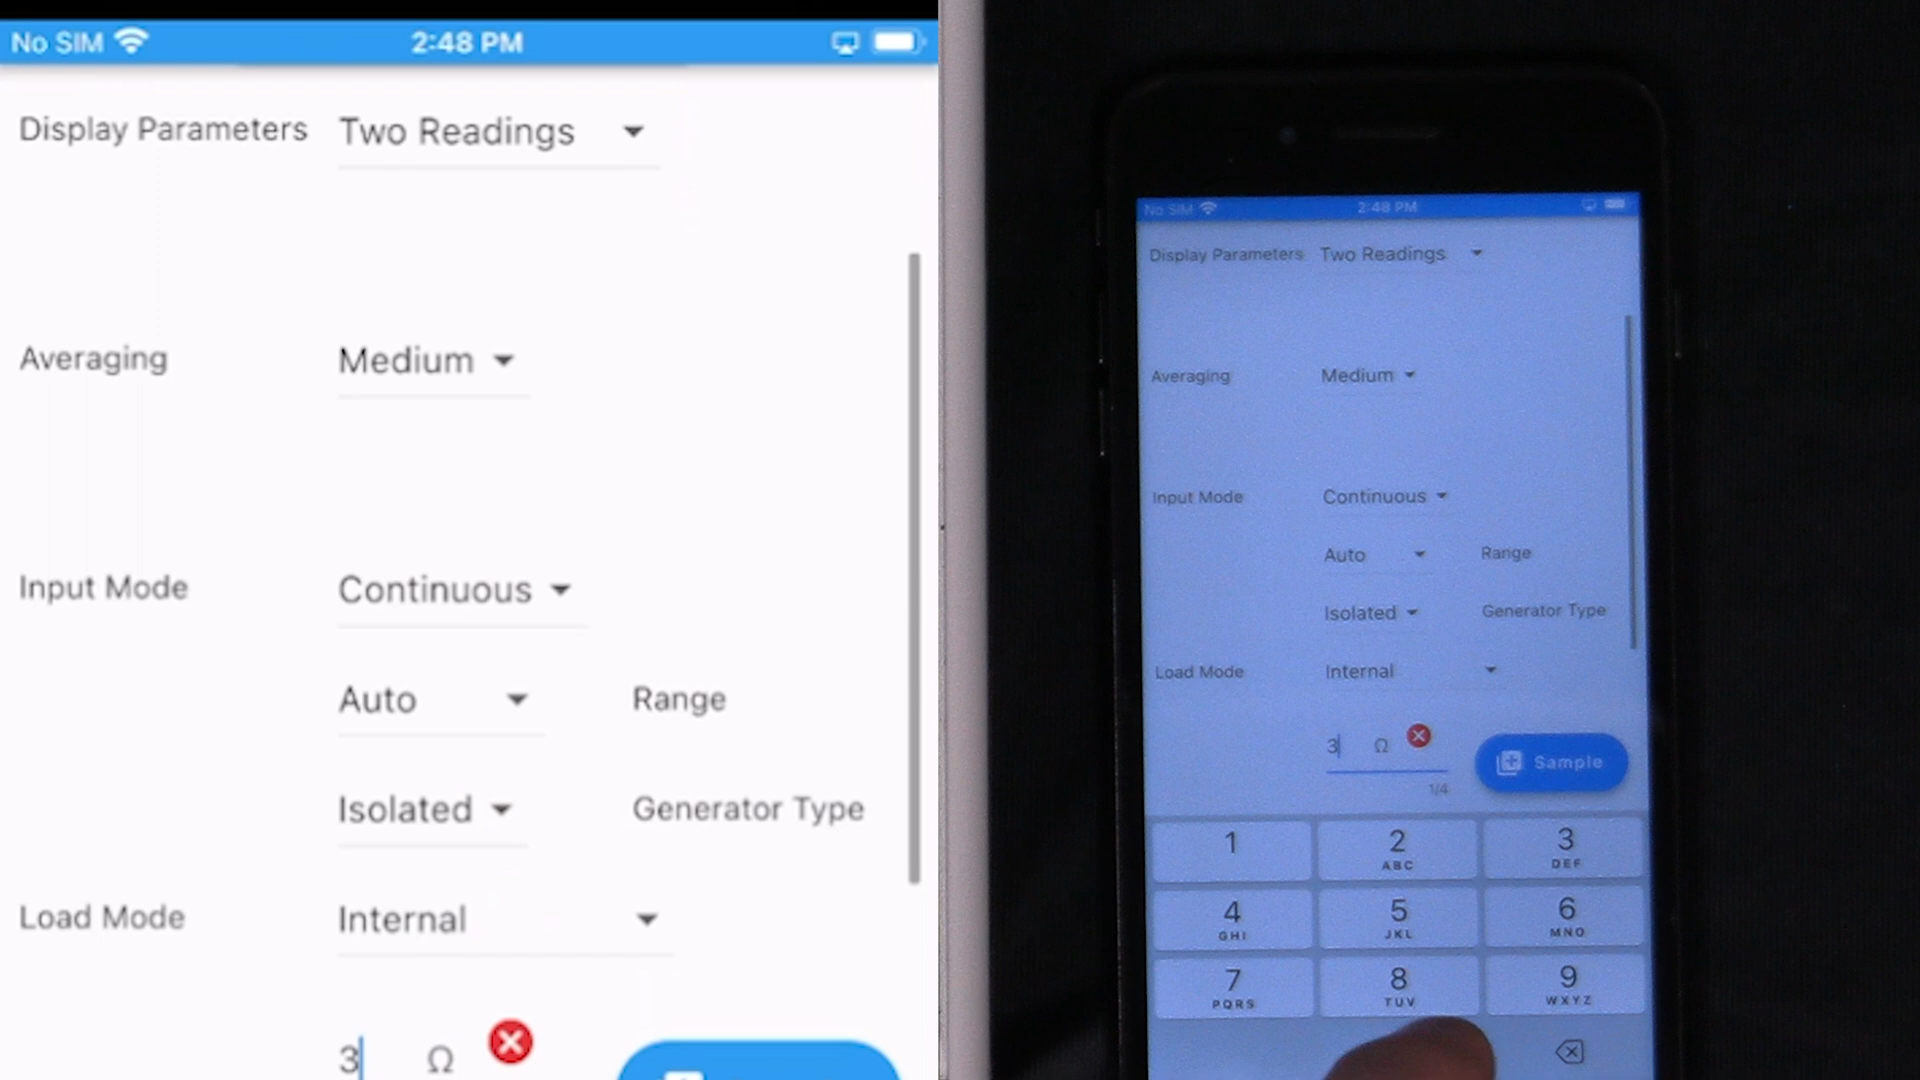 No SIM 2:48 PM
Display Parameters Two Readings
Averaging Medium
Input Mode Continuous
Auto Range
Isolated Generator Type
Load Mode Internal
3 Ω
No SIM 2:48 PM
Display Parameters Two Readings
Averaging Medium
Input Mode Continuous
Auto Range
Isolated Generator Type
Load Mode Internal
3 Ω Sample
1/4
1 2 3
ABC DEF
4 5 6
GHI JKL MNO
7 8 9
PQRS TUV WXYZ